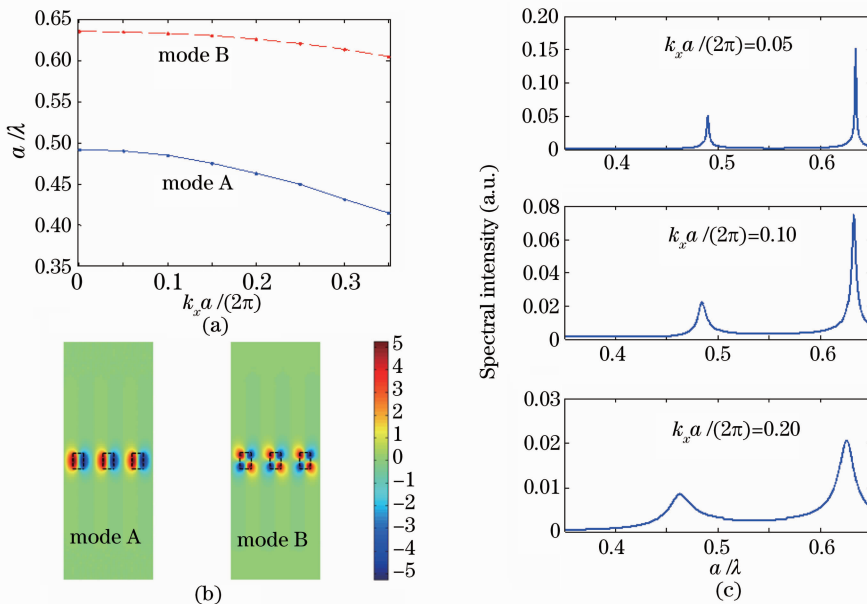 0.65
0.60
0.55
0.50
0.45
0.40
0.35
a/λ
mode B
mode A
0 0.1 0.2 0.3
kₓa/(2π)
(a)
mode A
mode B
5
4
3
2
1
0
−1
−2
−3
−4
−5
(b)
Spectral intensity (a.u.)
0.20
0.15
0.10
0.05
0
kₓa/(2π)=0.05
0.4 0.5 0.6
0.08
0.06
0.04
0.02
0
kₓa/(2π)=0.10
0.4 0.5 0.6
0.03
0.02
0.01
0
kₓa/(2π)=0.20
0.4 0.5 0.6
a/λ
(c)